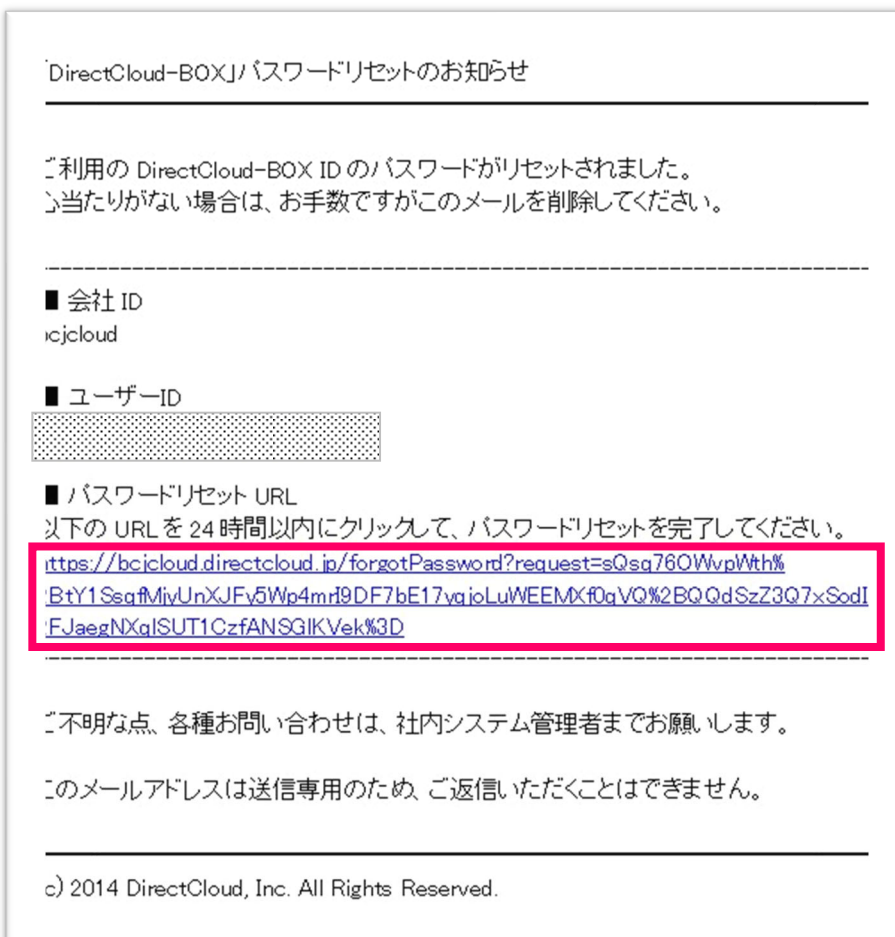 「DirectCloud-BOX」パスワードリセットのお知らせ
ご利用の DirectCloud-BOX ID のパスワードがリセットされました。
心当たりがない場合は、お手数ですがこのメールを削除してください。
■ 会社 ID
bcjcloud
■ ユーザーID
■ パスワードリセット URL
以下の URL を 24 時間以内にクリックして、パスワードリセットを完了してください。
https://bcjcloud.directcloud.jp/forgotPassword?request=sQsq76OWvpWth%
ご不明な点、各種お問い合わせは、社内システム管理者までお願いします。
このメールアドレスは送信専用のため、ご返信いただくことはできません。
(c) 2014 DirectCloud, Inc. All Rights Reserved.